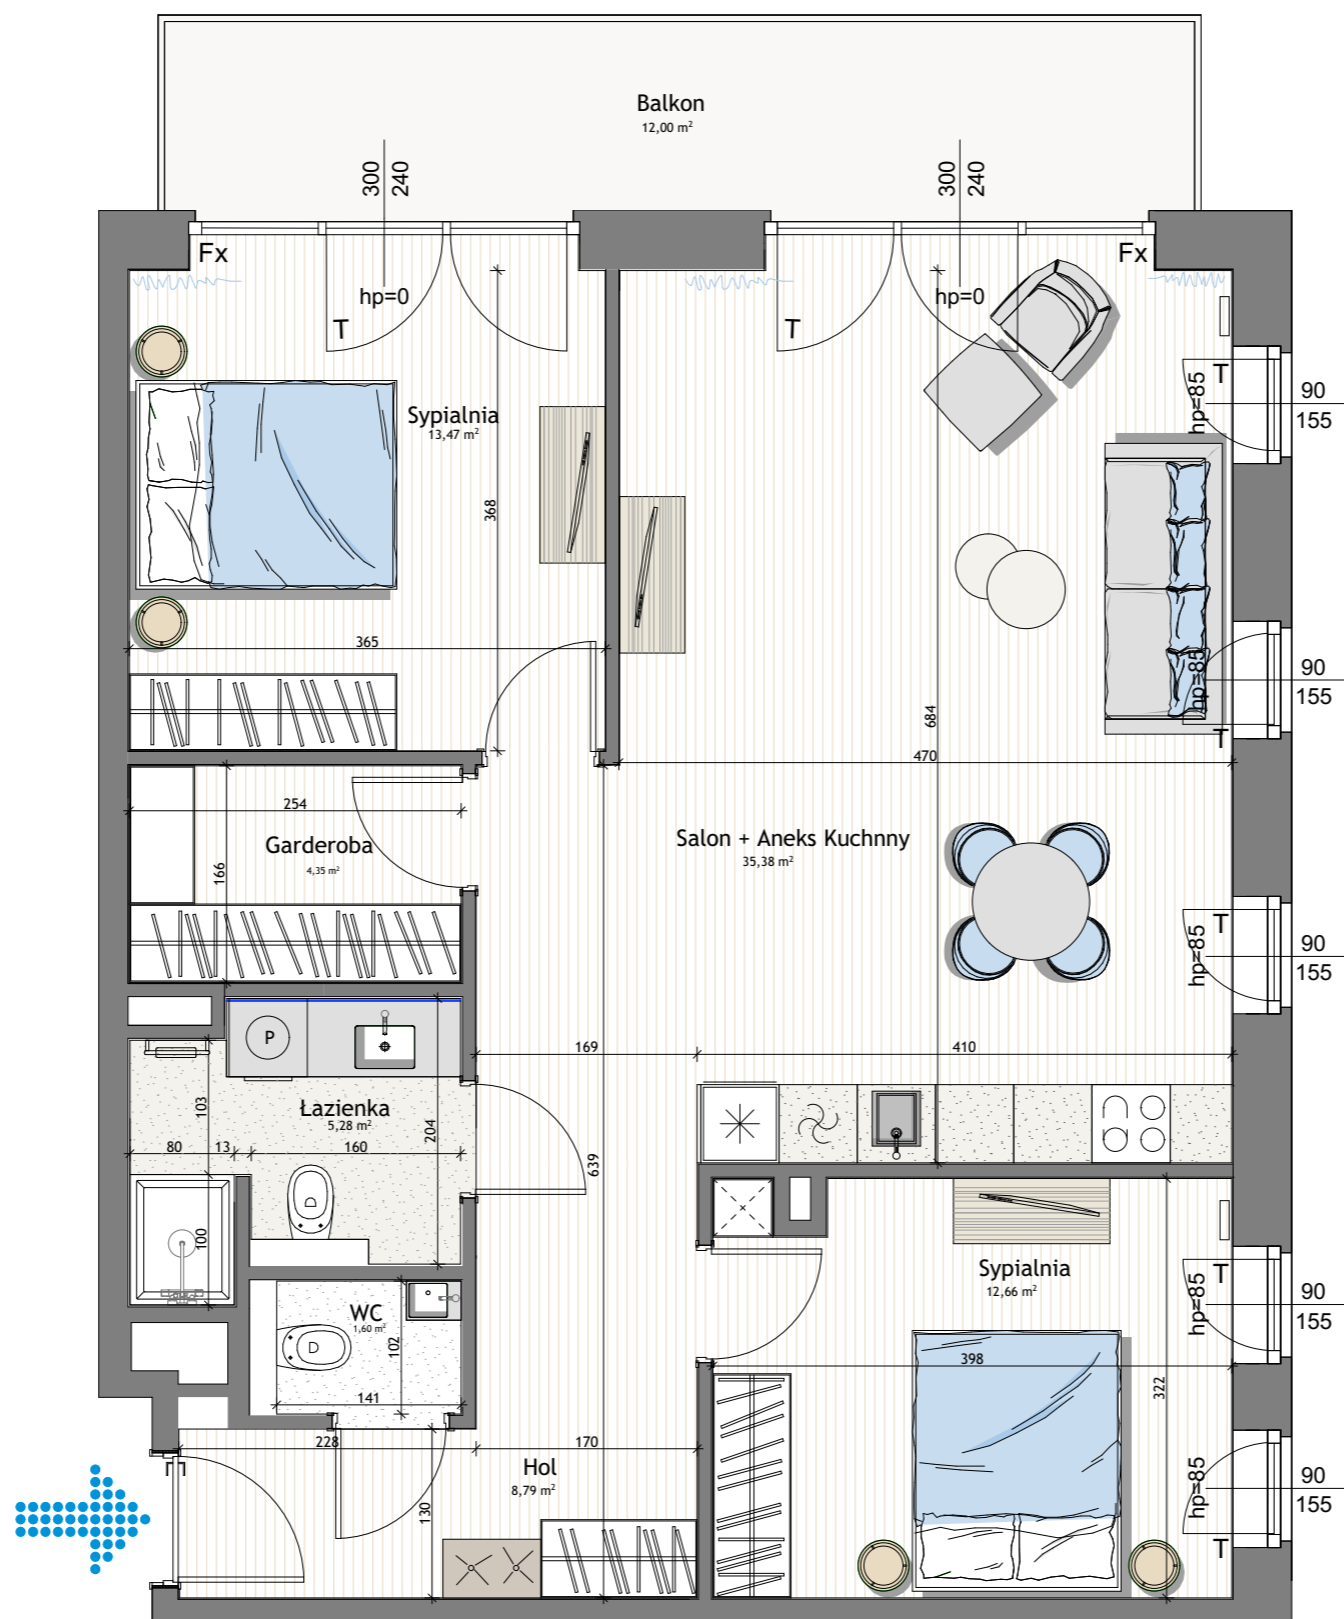 Balkon
12,00 m²
300
240
300
240
Fx
Fx
hp=0
hp=0
T
T
T
hp=85
90
155
Sypialnia
13,47 m²
368
365
hp=85
90
155
T
684
470
254
Garderoba
4,35 m²
166
Salon + Aneks Kuchnny
35,38 m²
T
hp=85
90
155
P
169
410
Łazienka
5,28 m²
103
204
80
13
160
639
100
D
Sypialnia
12,66 m²
T
hp=85
90
155
WC
1,60 m²
D
102
141
398
322
228
170
Hol
8,79 m²
130
E
hp=85
90
155
T